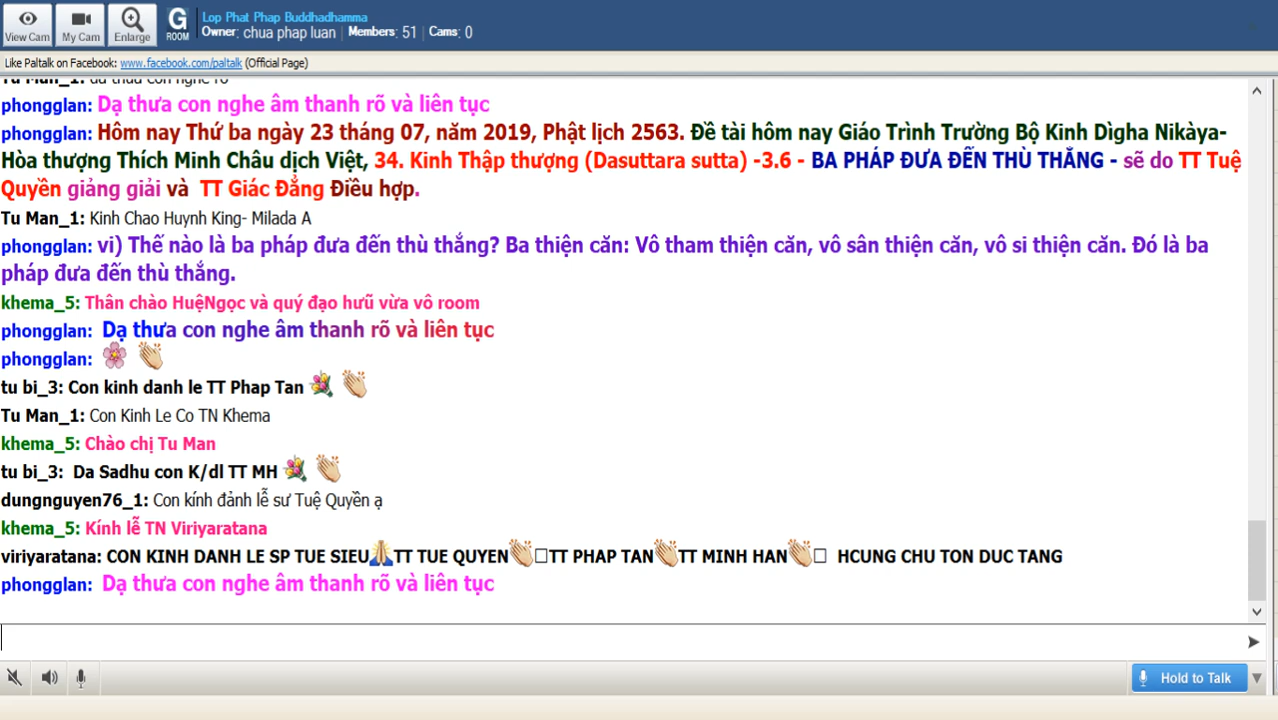 Lop Phat Phap Buddhadhamma
Owner: chua phap luan | Members: 51 | Cams: 0
View Cam
My Cam
Enlarge
G
ROOM
Like Paltalk on Facebook: www.facebook.com/paltalk (Official Page)
Tu Man_1: da thua con nghe ro
phongglan: Dạ thưa con nghe âm thanh rõ và liên tục
phongglan: Hôm nay Thứ ba ngày 23 tháng 07, năm 2019, Phật lịch 2563. Đề tài hôm nay Giáo Trình Trường Bộ Kinh Dìgha Nikàya-
Hòa thượng Thích Minh Châu dịch Việt, 34. Kinh Thập thượng (Dasuttara sutta) -3.6 - BA PHÁP ĐƯA ĐẾN THÙ THẮNG - sẽ do TT Tuệ
Quyền giảng giải và TT Giác Đẳng Điều hợp.
Tu Man_1: Kinh Chao Huynh King- Milada A
phongglan: vi) Thế nào là ba pháp đưa đến thù thắng? Ba thiện căn: Vô tham thiện căn, vô sân thiện căn, vô si thiện căn. Đó là ba
pháp đưa đến thù thắng.
khema_5: Thân chào HuệNgọc và quý đạo hưũ vừa vô room
phongglan: Dạ thưa con nghe âm thanh rõ và liên tục
phongglan:
tu bi_3: Con kinh danh le TT Phap Tan
Tu Man_1: Con Kinh Le Co TN Khema
khema_5: Chào chị Tu Man
tu bi_3: Da Sadhu con K/dl TT MH
dungnguyen76_1: Con kính đảnh lễ sư Tuệ Quyền ạ
khema_5: Kính lễ TN Viriyaratana
viriyaratana: CON KINH DANH LE SP TUE SIEU🙏TT TUE QUYEN👏□TT PHAP TAN👏TT MINH HAN👏□ HCUNG CHU TON DUC TANG
phongglan: Dạ thưa con nghe âm thanh rõ và liên tục
Hold to Talk